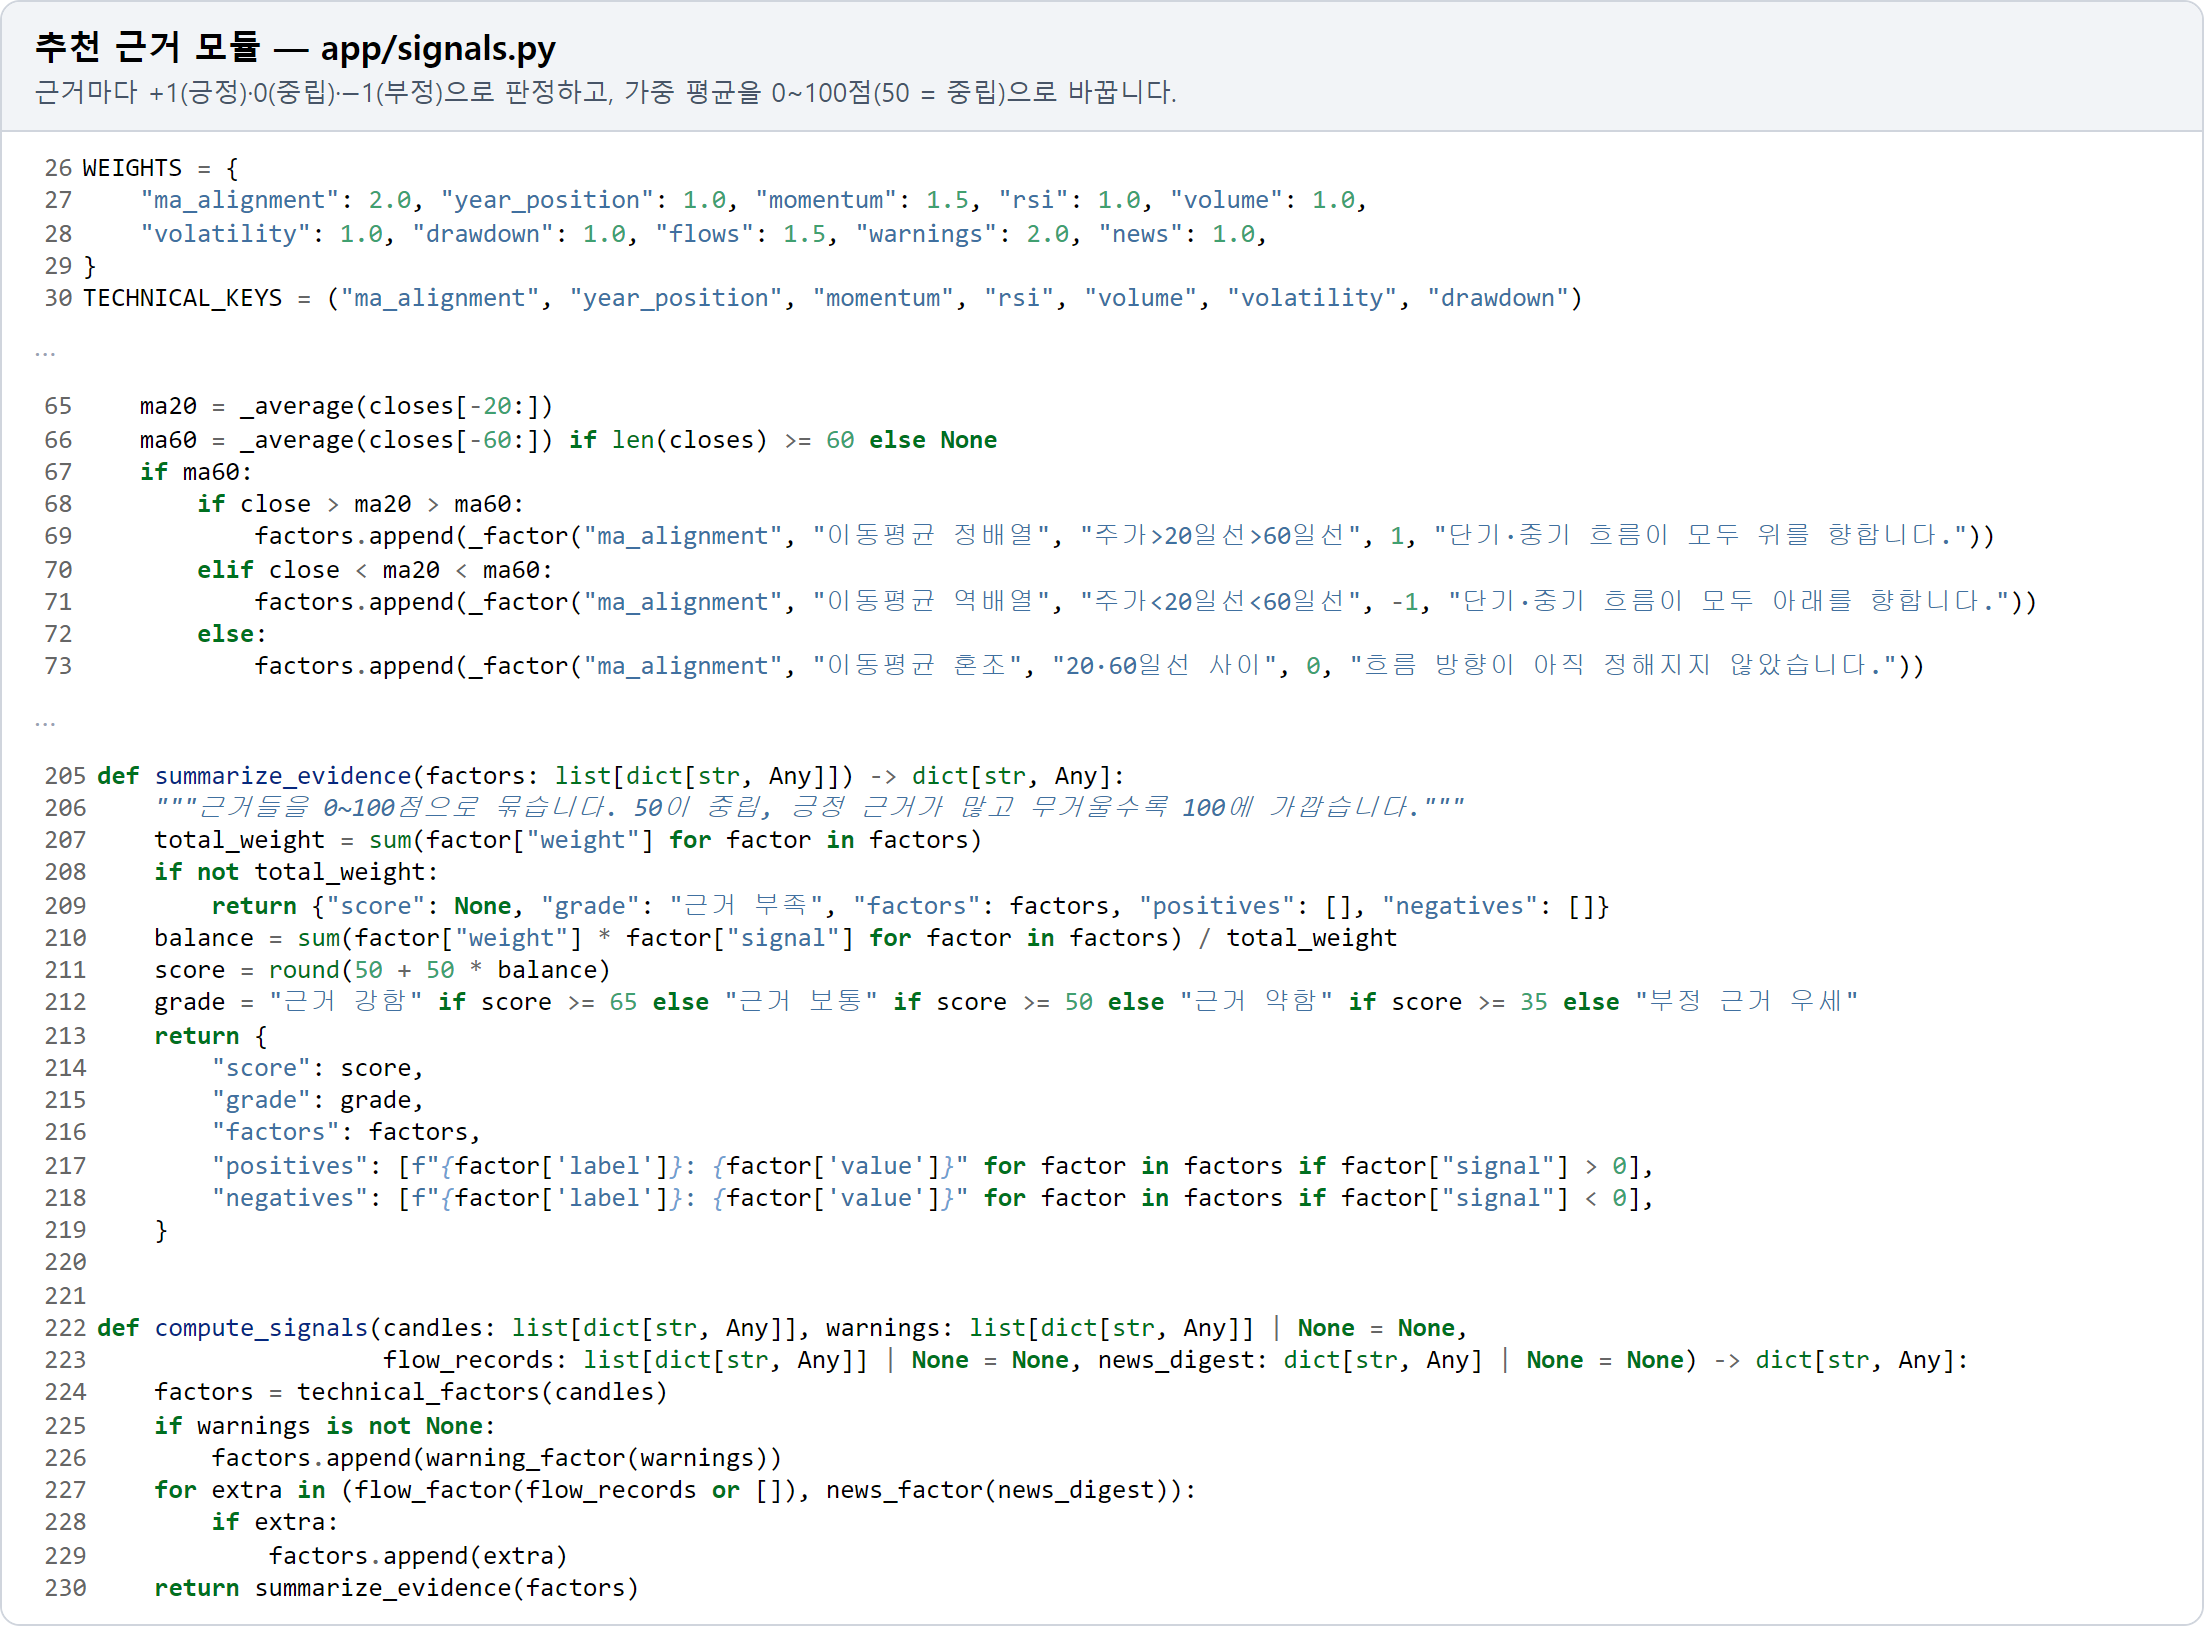 추천 근거 모듈 — app/signals.py
근거마다 +1(긍정)·0(중립)·−1(부정)으로 판정하고, 가중 평균을 0~100점(50 = 중립)으로 바꿉니다.
26 WEIGHTS = {
27     "ma_alignment": 2.0, "year_position": 1.0, "momentum": 1.5, "rsi": 1.0, "volume": 1.0,
28     "volatility": 1.0, "drawdown": 1.0, "flows": 1.5, "warnings": 2.0, "news": 1.0,
29 }
30 TECHNICAL_KEYS = ("ma_alignment", "year_position", "momentum", "rsi", "volume", "volatility", "drawdown")
...
65     ma20 = _average(closes[-20:])
66     ma60 = _average(closes[-60:]) if len(closes) >= 60 else None
67     if ma60:
68         if close > ma20 > ma60:
69             factors.append(_factor("ma_alignment", "이동평균 정배열", "주가>20일선>60일선", 1, "단기·중기 흐름이 모두 위를 향합니다."))
70         elif close < ma20 < ma60:
71             factors.append(_factor("ma_alignment", "이동평균 역배열", "주가<20일선<60일선", -1, "단기·중기 흐름이 모두 아래를 향합니다."))
72         else:
73             factors.append(_factor("ma_alignment", "이동평균 혼조", "20·60일선 사이", 0, "흐름 방향이 아직 정해지지 않았습니다."))
...
205 def summarize_evidence(factors: list[dict[str, Any]]) -> dict[str, Any]:
206     """근거들을 0~100점으로 묶습니다. 50이 중립, 긍정 근거가 많고 무거울수록 100에 가깝습니다."""
207     total_weight = sum(factor["weight"] for factor in factors)
208     if not total_weight:
209         return {"score": None, "grade": "근거 부족", "factors": factors, "positives": [], "negatives": []}
210     balance = sum(factor["weight"] * factor["signal"] for factor in factors) / total_weight
211     score = round(50 + 50 * balance)
212     grade = "근거 강함" if score >= 65 else "근거 보통" if score >= 50 else "근거 약함" if score >= 35 else "부정 근거 우세"
213     return {
214         "score": score,
215         "grade": grade,
216         "factors": factors,
217         "positives": [f"{factor['label']}: {factor['value']}" for factor in factors if factor["signal"] > 0],
218         "negatives": [f"{factor['label']}: {factor['value']}" for factor in factors if factor["signal"] < 0],
219     }
220
221
222 def compute_signals(candles: list[dict[str, Any]], warnings: list[dict[str, Any]] | None = None,
223                     flow_records: list[dict[str, Any]] | None = None, news_digest: dict[str, Any] | None = None) -> dict[str, Any]:
224     factors = technical_factors(candles)
225     if warnings is not None:
226         factors.append(warning_factor(warnings))
227     for extra in (flow_factor(flow_records or []), news_factor(news_digest)):
228         if extra:
229             factors.append(extra)
230     return summarize_evidence(factors)